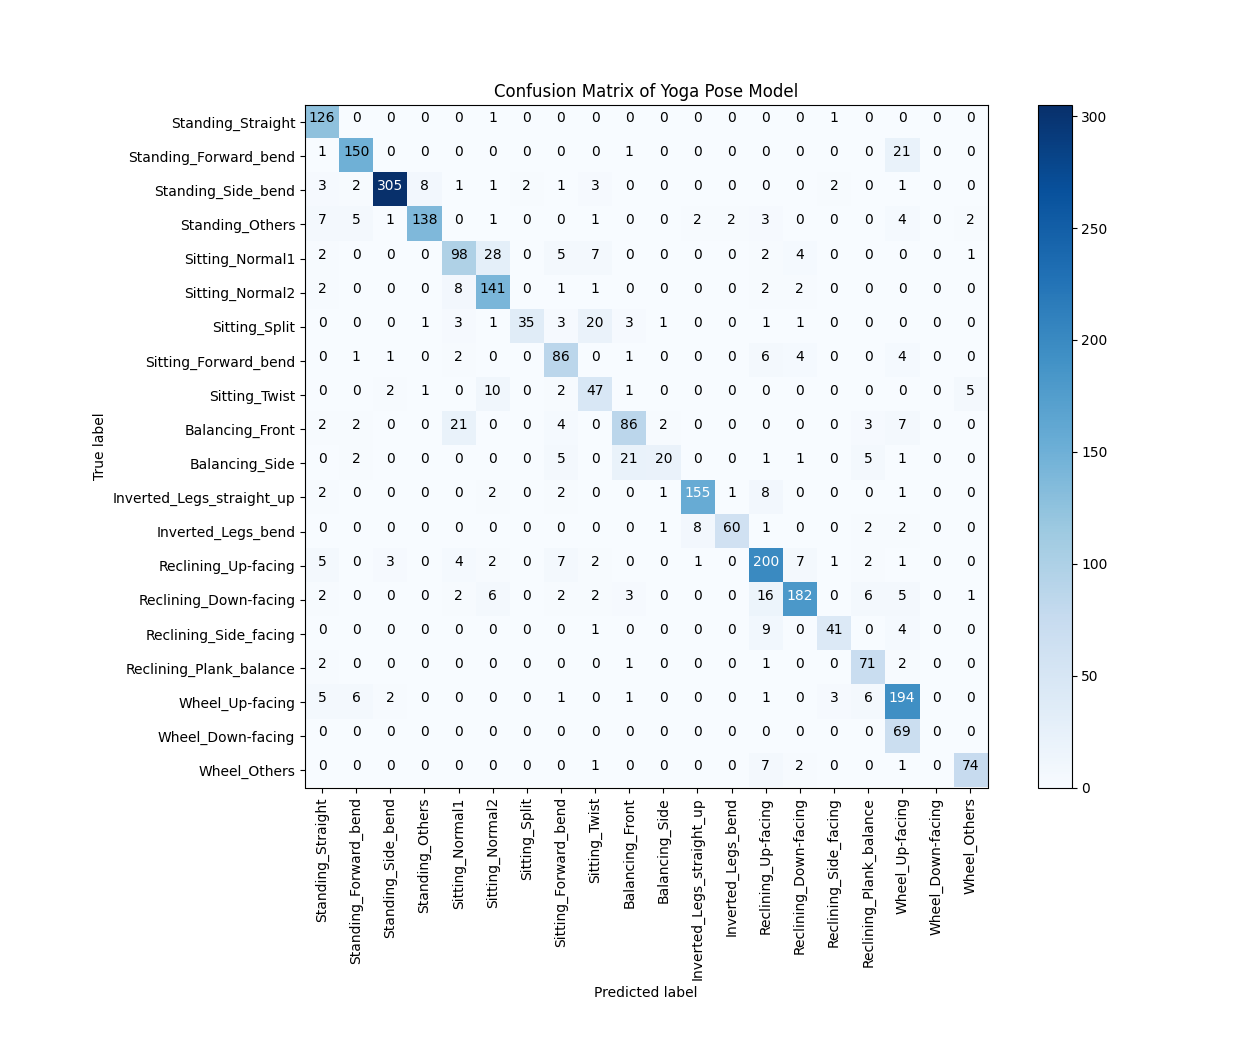 Confusion Matrix of Yoga Pose Model
Standing_Straight 126 0 0 0 0 1 0 0 0 0 0 0 0 0 0 1 0 0 0 0
Standing_Forward_bend 1 150 0 0 0 0 0 0 0 1 0 0 0 0 0 0 0 21 0 0
Standing_Side_bend 3 2 305 8 1 1 2 1 3 0 0 0 0 0 0 2 0 1 0 0
Standing_Others 7 5 1 138 0 1 0 0 1 0 0 2 2 3 0 0 0 4 0 2
Sitting_Normal1 2 0 0 0 98 28 0 5 7 0 0 0 0 2 4 0 0 0 0 1
Sitting_Normal2 2 0 0 0 8 141 0 1 1 0 0 0 0 2 2 0 0 0 0 0
Sitting_Split 0 0 0 1 3 1 35 3 20 3 1 0 0 1 1 0 0 0 0 0
Sitting_Forward_bend 0 1 1 0 2 0 0 86 0 1 0 0 0 6 4 0 0 4 0 0
Sitting_Twist 0 0 2 1 0 10 0 2 47 1 0 0 0 0 0 0 0 0 0 5
Balancing_Front 2 2 0 0 21 0 0 4 0 86 2 0 0 0 0 0 3 7 0 0
Balancing_Side 0 2 0 0 0 0 0 5 0 21 20 0 0 1 1 0 5 1 0 0
Inverted_Legs_straight_up 2 0 0 0 0 2 0 2 0 0 1 155 1 8 0 0 0 1 0 0
Inverted_Legs_bend 0 0 0 0 0 0 0 0 0 0 1 8 60 1 0 0 2 2 0 0
Reclining_Up-facing 5 0 3 0 4 2 0 7 2 0 0 1 0 200 7 1 2 1 0 0
Reclining_Down-facing 2 0 0 0 2 6 0 2 2 3 0 0 0 16 182 0 6 5 0 1
Reclining_Side_facing 0 0 0 0 0 0 0 0 1 0 0 0 0 9 0 41 0 4 0 0
Reclining_Plank_balance 2 0 0 0 0 0 0 0 0 1 0 0 0 1 0 0 71 2 0 0
Wheel_Up-facing 5 6 2 0 0 0 0 1 0 1 0 0 0 1 0 3 6 194 0 0
Wheel_Down-facing 0 0 0 0 0 0 0 0 0 0 0 0 0 0 0 0 0 69 0 0
Wheel_Others 0 0 0 0 0 0 0 0 1 0 0 0 0 7 2 0 0 1 0 74
True label
Standing_Straight
Standing_Forward_bend
Standing_Side_bend
Standing_Others
Sitting_Normal1
Sitting_Normal2
Sitting_Split
Sitting_Forward_bend
Sitting_Twist
Balancing_Front
Balancing_Side
Inverted_Legs_straight_up
Inverted_Legs_bend
Reclining_Up-facing
Reclining_Down-facing
Reclining_Side_facing
Reclining_Plank_balance
Wheel_Up-facing
Wheel_Down-facing
Wheel_Others
Predicted label
300
250
200
150
100
50
0